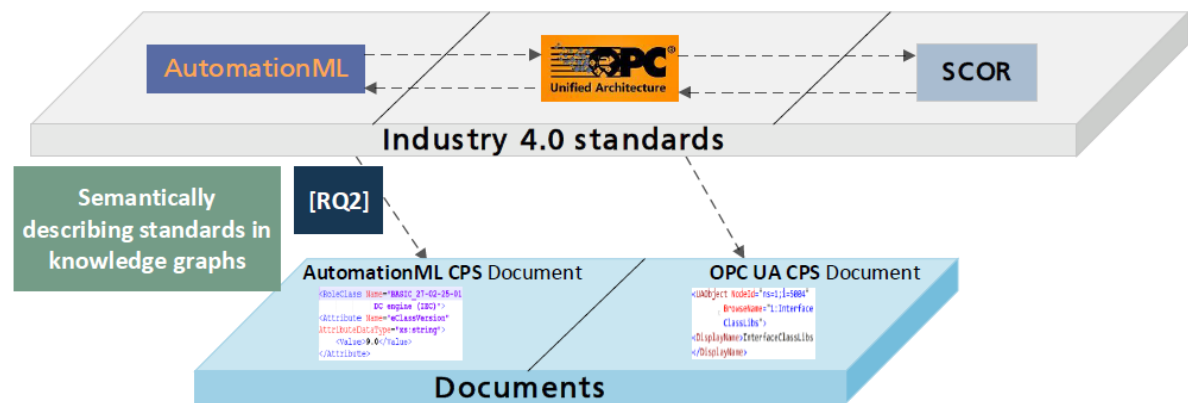 AutomationML
OPC®
Unified Architecture
SCOR
Industry 4.0 standards
Semantically
describing standards in
knowledge graphs
[RQ2]
AutomationML CPS Document
<RoleClass Name="BASIC_27-02-25-01
DC engine (IEC)">
<Attribute Name="eClassVersion"
AttributeDataType="xs:string">
<Value>9.0</Value>
</Attribute>
OPC UA CPS Document
<UAObject NodeId="ns=1;i=5004"
BrowseName="1:Interface
ClassLibs">
<DisplayName>InterfaceClassLibs
</DisplayName>
Documents